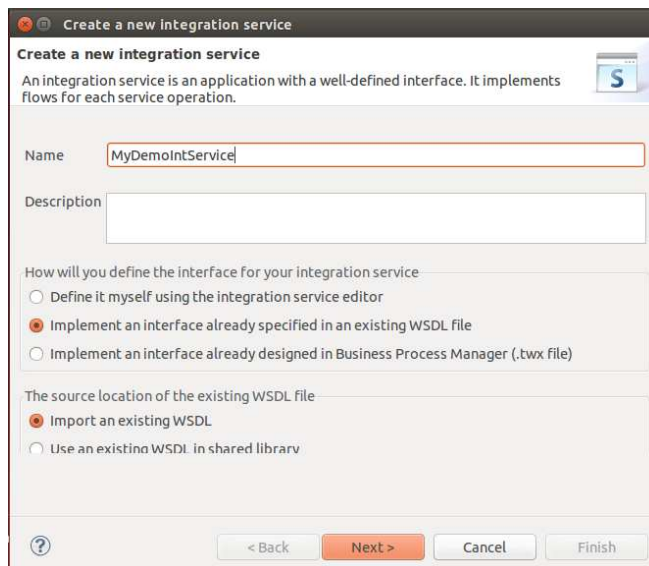 Create a new integration service
Create a new integration service
An integration service is an application with a well-defined interface. It implements
flows for each service operation.
S
Name
MyDemoIntService
Description
How will you define the interface for your integration service
Define it myself using the integration service editor
Implement an interface already specified in an existing WSDL file
Implement an interface already designed in Business Process Manager (.twx file)
The source location of the existing WSDL file
Import an existing WSDL
Use an existing WSDL in shared library
?
< Back
Next >
Cancel
Finish